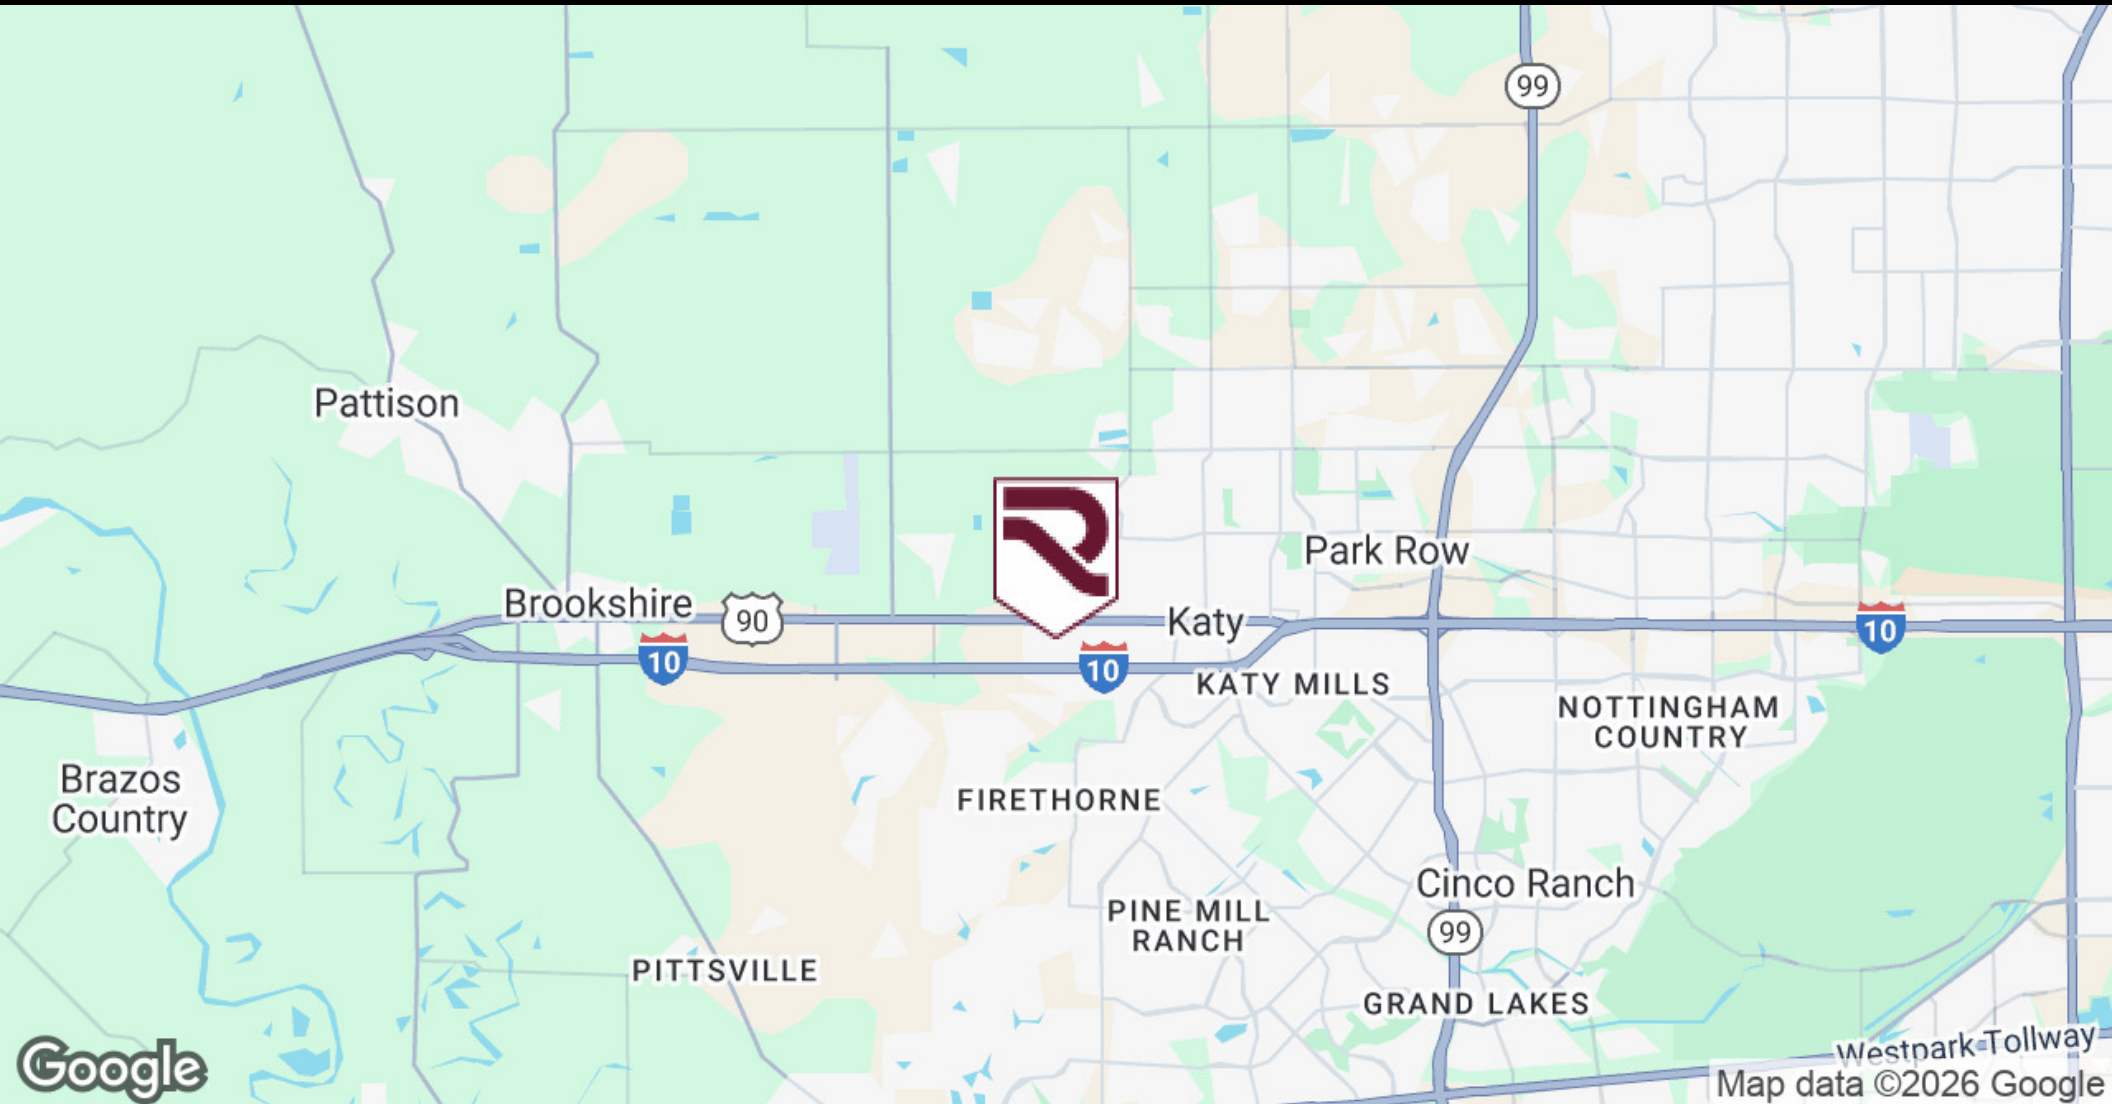 99
Pattison
Park Row
Brookshire
90
Katy
10
10
10
KATY MILLS
NOTTINGHAM
COUNTRY
Brazos
Country
FIRETHORNE
Cinco Ranch
PINE MILL
RANCH
99
PITTSVILLE
GRAND LAKES
Westpark Tollway
Google
Map data ©2026 Google